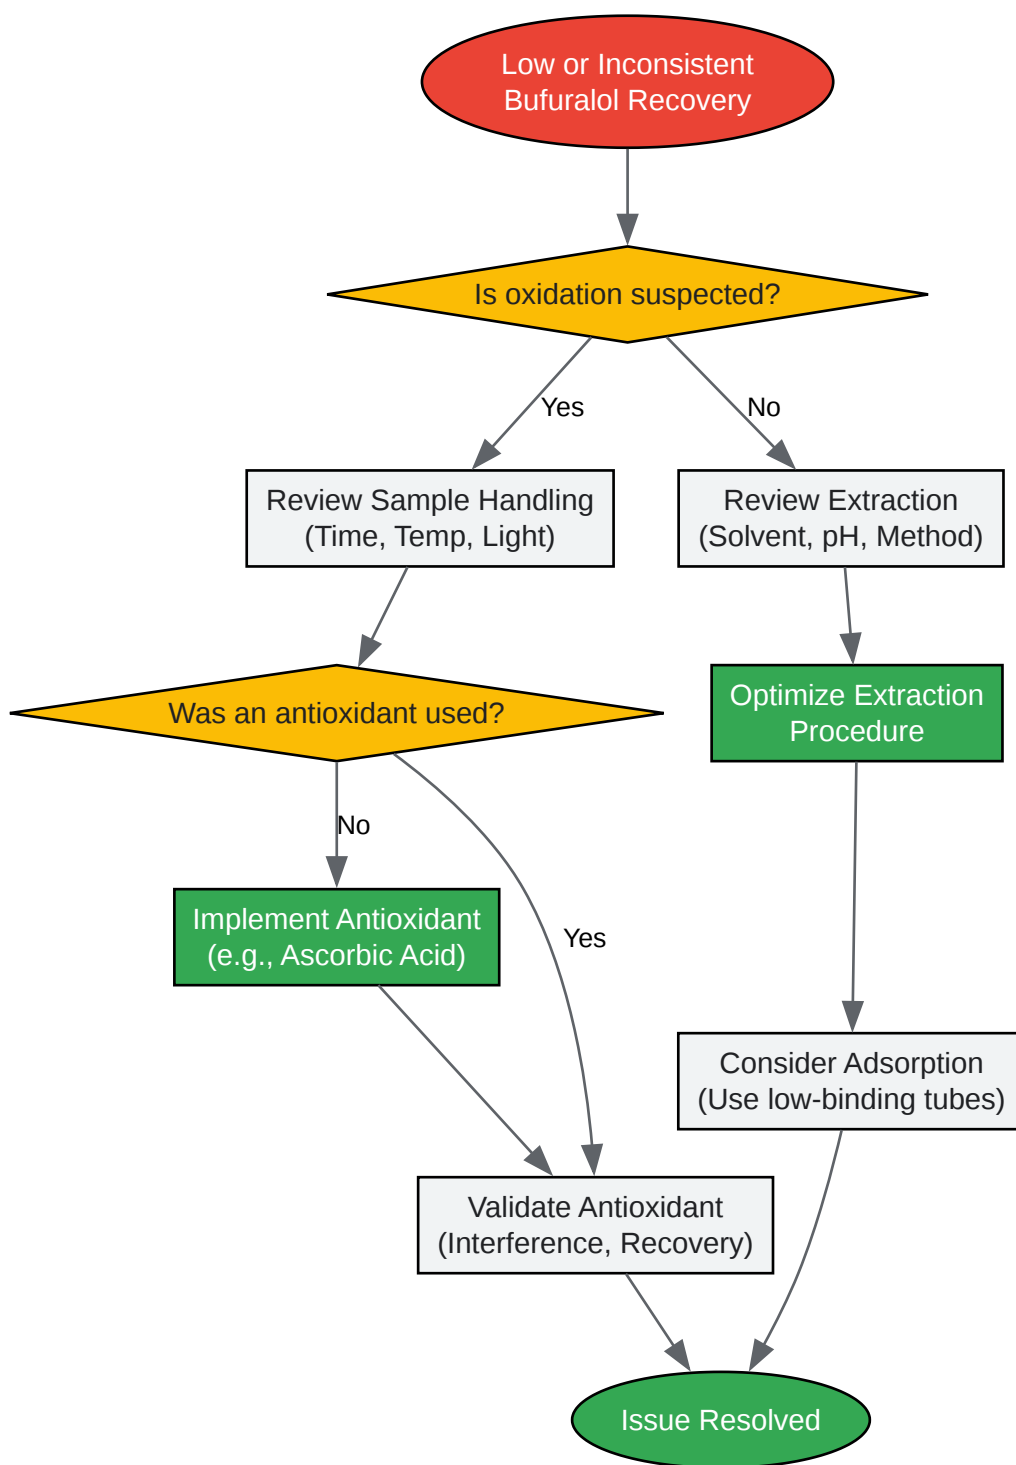 Low or Inconsistent
Bufuralol Recovery
Is oxidation suspected?
Yes
No
Review Sample Handling
(Time, Temp, Light)
Review Extraction
(Solvent, pH, Method)
Was an antioxidant used?
Optimize Extraction
Procedure
No
Implement Antioxidant
(e.g., Ascorbic Acid)
Yes
Consider Adsorption
(Use low-binding tubes)
Validate Antioxidant
(Interference, Recovery)
Issue Resolved